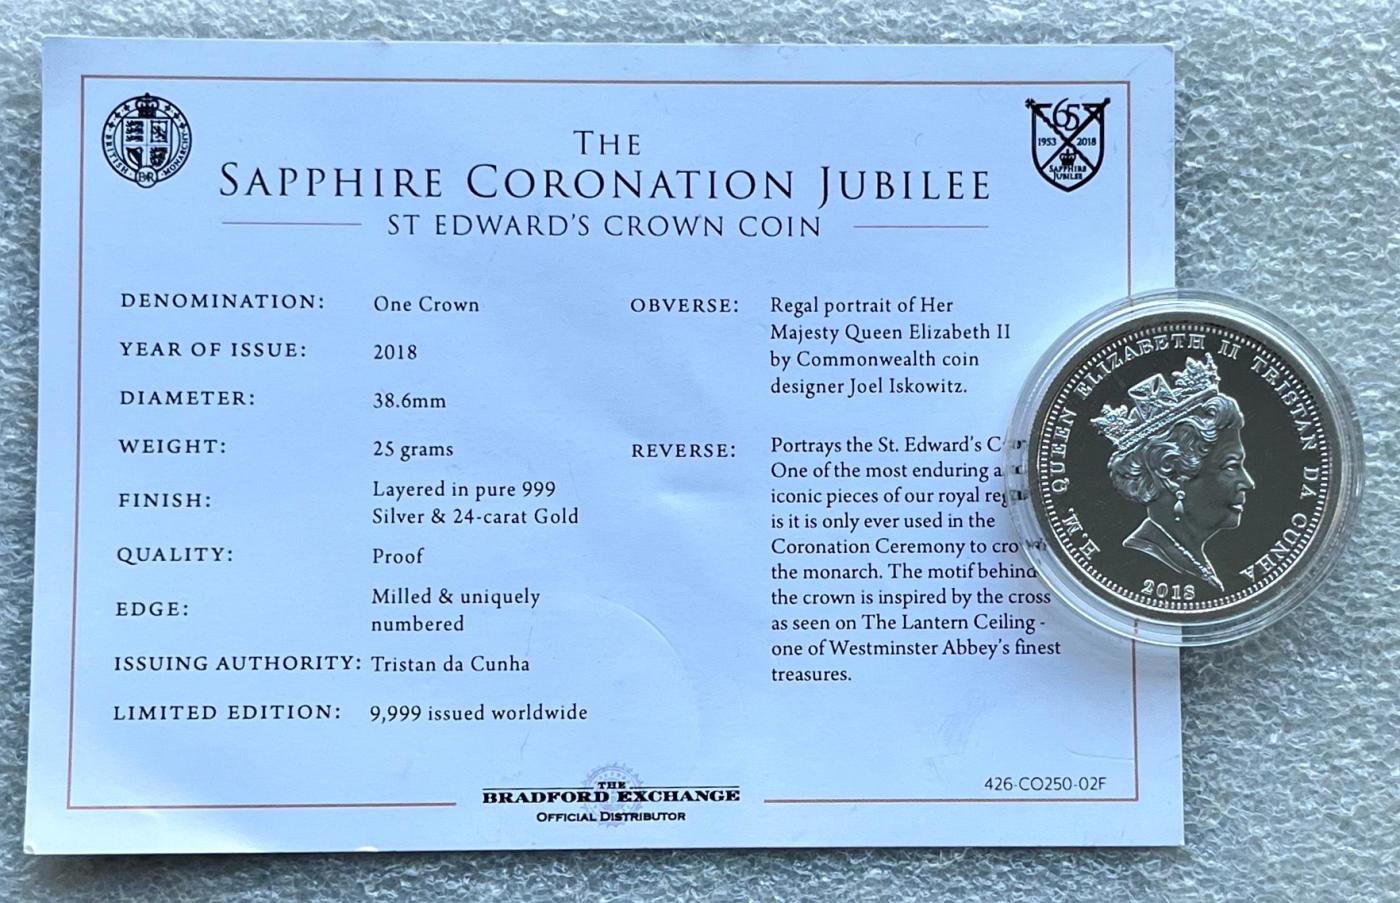 BRITISH MONARCHY
EIIR
65
1953 2018
SAPPHIRE
JUBILEE
THE
SAPPHIRE CORONATION JUBILEE
ST EDWARD'S CROWN COIN
DENOMINATION: One Crown
YEAR OF ISSUE: 2018
DIAMETER: 38.6mm
WEIGHT: 25 grams
FINISH: Layered in pure 999
Silver & 24-carat Gold
QUALITY: Proof
EDGE: Milled & uniquely
numbered
ISSUING AUTHORITY: Tristan da Cunha
LIMITED EDITION: 9,999 issued worldwide
OBVERSE: Regal portrait of Her
Majesty Queen Elizabeth II
by Commonwealth coin
designer Joel Iskowitz.
REVERSE: Portrays the St. Edward's
One of the most enduring
iconic pieces of our royal
is it is only ever used in the
Coronation Ceremony to
the monarch. The motif behind
the crown is inspired by the cross
as seen on The Lantern Ceiling -
one of Westminster Abbey's finest
treasures.
H.M. QUEEN ELIZABETH II TRISTAN DA CUNHA
2018
THE
BRADFORD EXCHANGE
OFFICIAL DISTRIBUTOR
426-CO250-02F